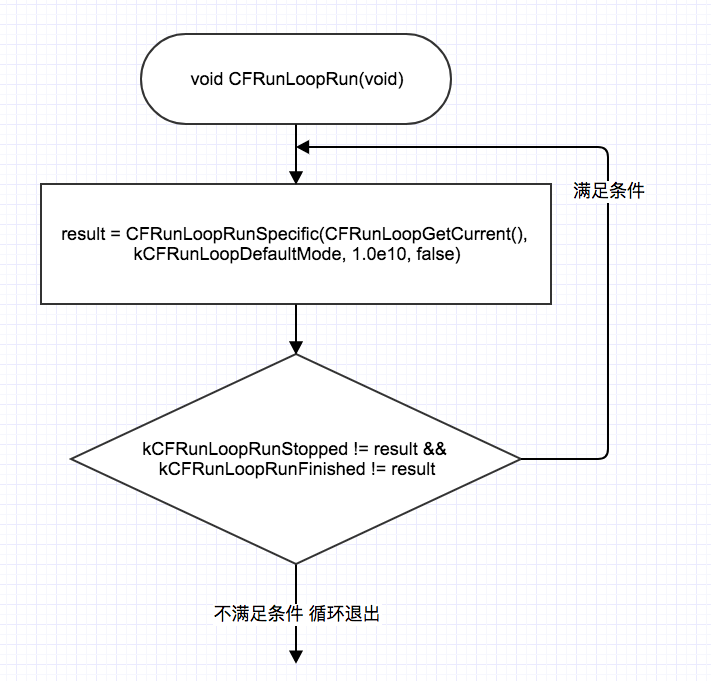 void CFRunLoopRun(void)
满足条件
result = CFRunLoopRunSpecific(CFRunLoopGetCurrent(),
kCFRunLoopDefaultMode, 1.0e10, false)
kCFRunLoopRunStopped != result &&
kCFRunLoopRunFinished != result
不满足条件 循环退出